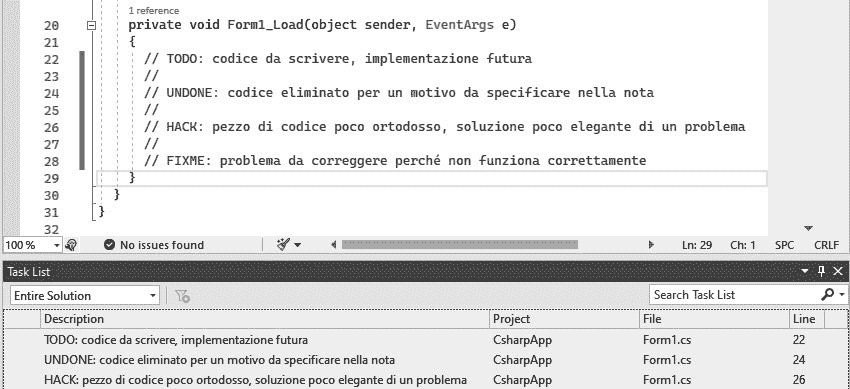 1 reference
20 private void Form1_Load(object sender, EventArgs e)
21 {
22 // TODO: codice da scrivere, implementazione futura
23 //
24 // UNDONE: codice eliminato per un motivo da specificare nella nota
25 //
26 // HACK: pezzo di codice poco ortodosso, soluzione poco elegante di un problema
27 //
28 // FIXME: problema da correggere perché non funziona correttamente
29 }
30 }
31 }
32
100 % No issues found Ln: 29 Ch: 1 SPC CRLF
Task List
Entire Solution Search Task List
Description Project File Line
TODO: codice da scrivere, implementazione futura CsharpApp Form1.cs 22
UNDONE: codice eliminato per un motivo da specificare nella nota CsharpApp Form1.cs 24
HACK: pezzo di codice poco ortodosso, soluzione poco elegante di un problema CsharpApp Form1.cs 26